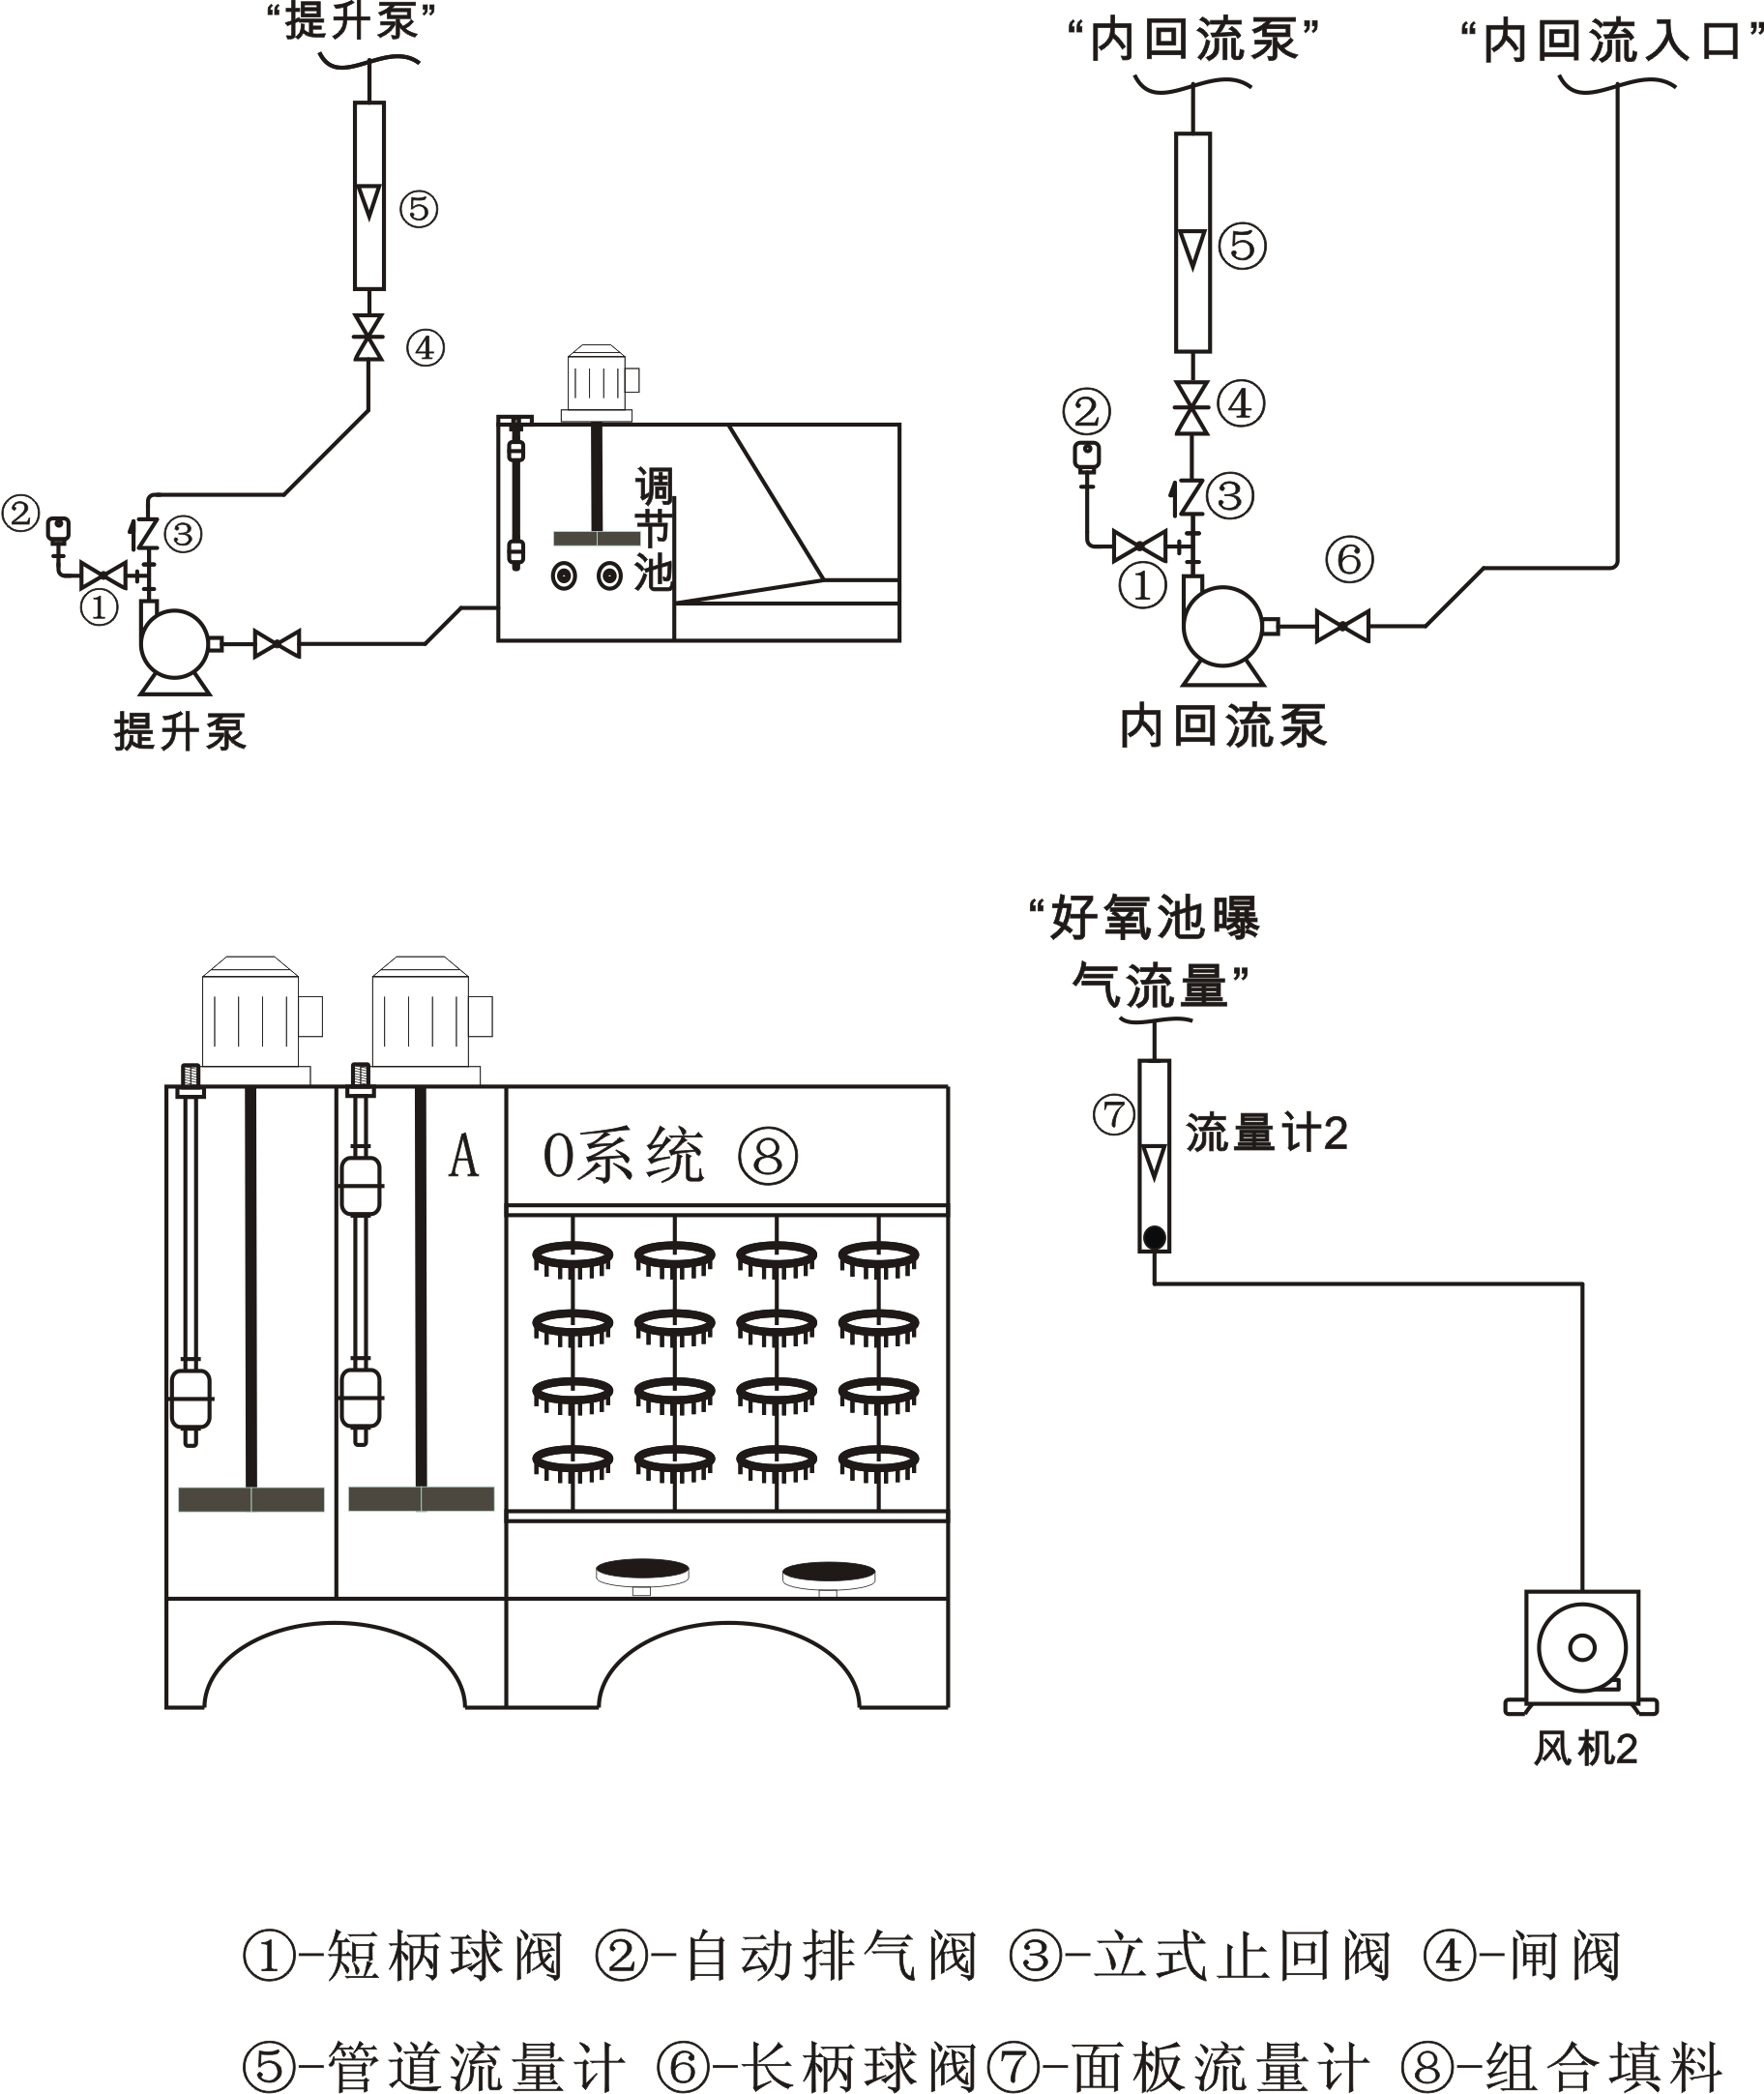 “提升泵”
“内回流泵”
“内回流入口”
⑤
⑤
④
④
②
②
③
③
①
①
⑥
调
节
池
提升泵
内回流泵
“好氧池曝
气流量”
⑦
流量计2
A
O系统 ⑧
风机2
①-短柄球阀 ②-自动排气阀 ③-立式止回阀 ④-闸阀
⑤-管道流量计 ⑥-长柄球阀 ⑦-面板流量计 ⑧-组合填料